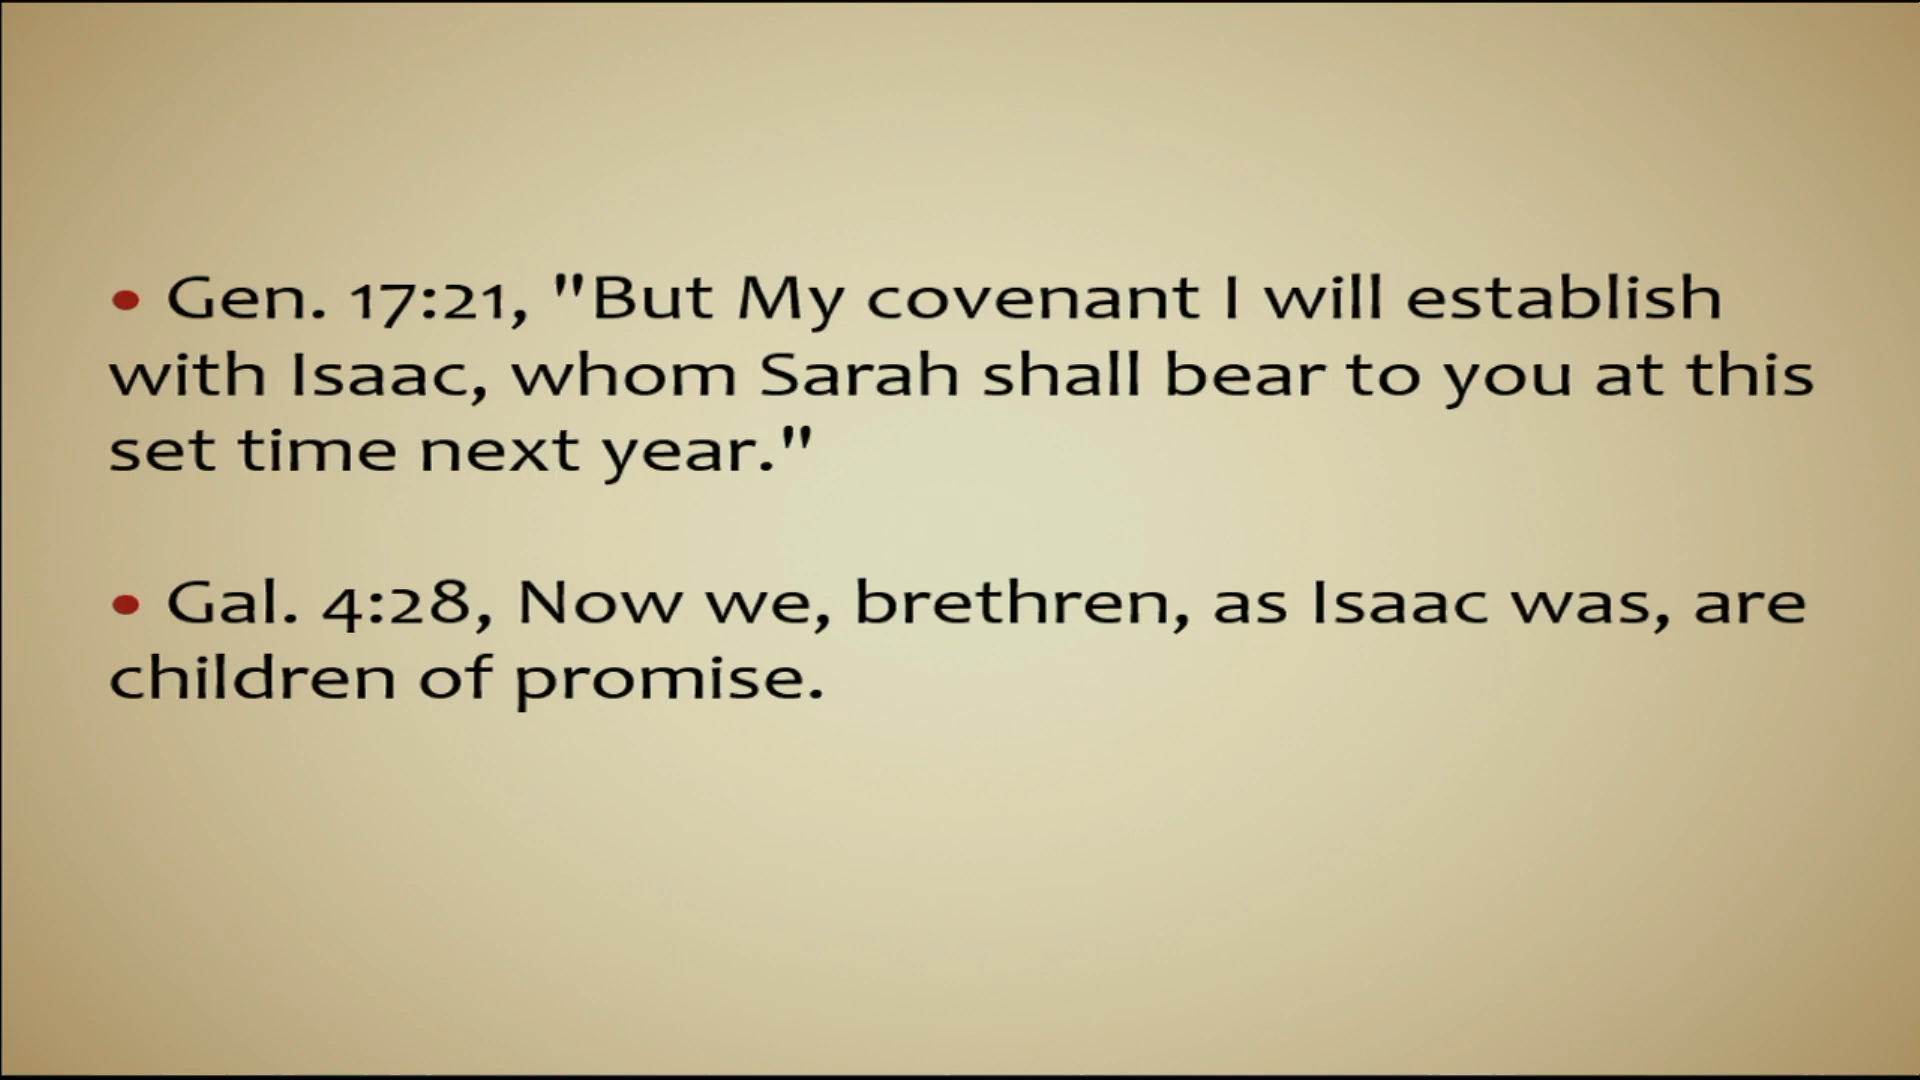 • Gen. 17:21, "But My covenant I will establish
with Isaac, whom Sarah shall bear to you at this
set time next year."
• Gal. 4:28, Now we, brethren, as Isaac was, are
children of promise.